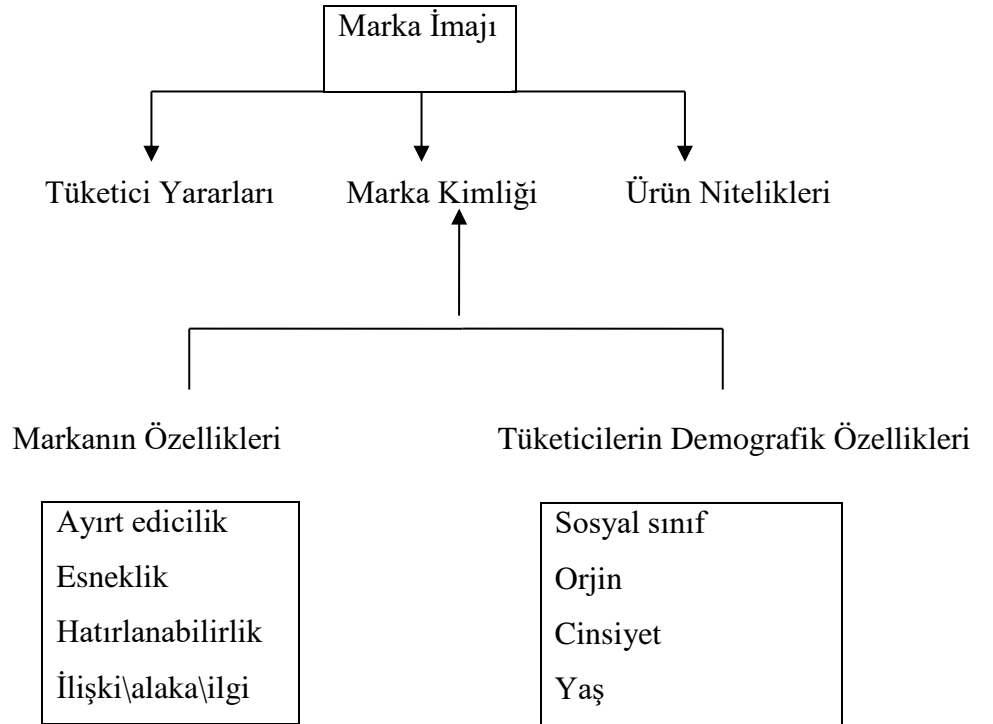 Marka İmajı
Tüketici Yararları
Marka Kimliği
Ürün Nitelikleri
Markanın Özellikleri
Tüketicilerin Demografik Özellikleri
Ayırt edicilik
Esneklik
Hatırlanabilirlik
İlişki\alaka\ilgi
Sosyal sınıf
Orjin
Cinsiyet
Yaş